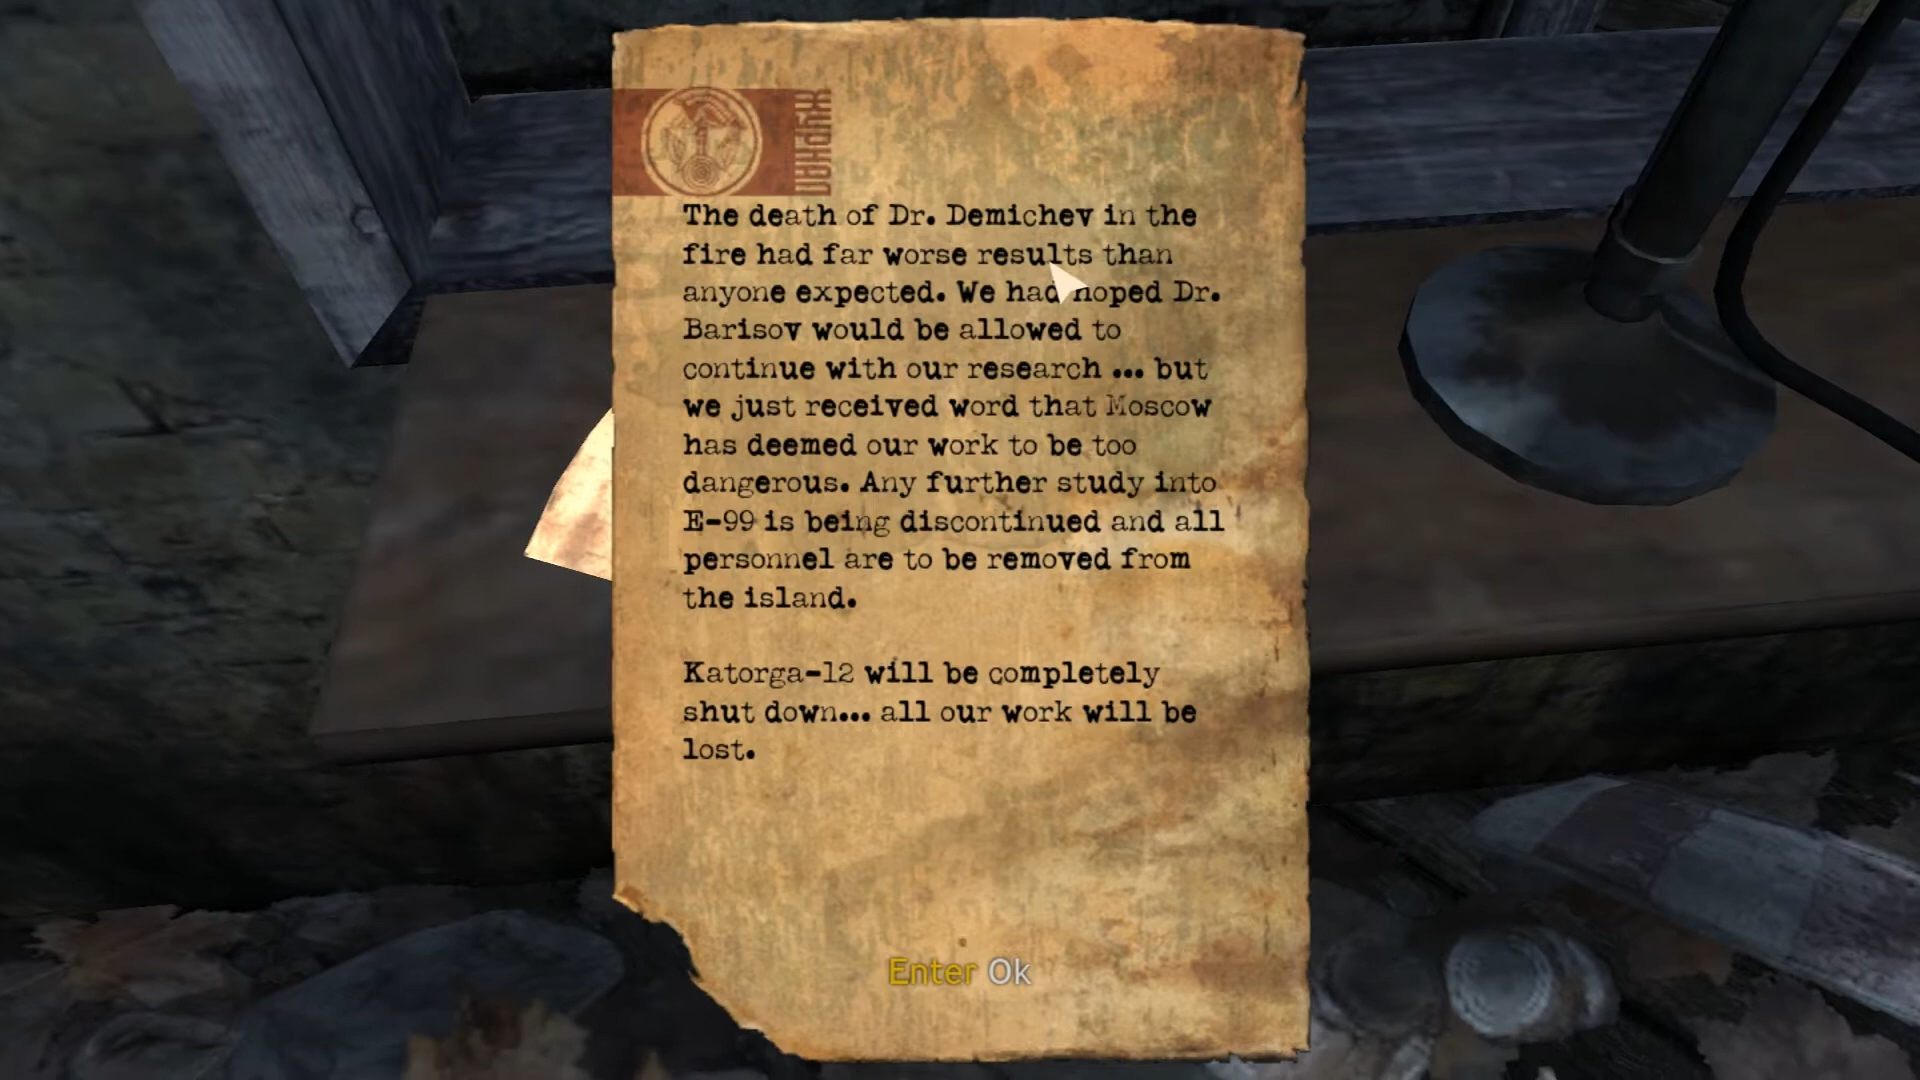 журнал
The death of Dr. Demichev in the
fire had far worse results than
anyone expected. We had hoped Dr.
Barisov would be allowed to
continue with our research ... but
we just received word that Moscow
has deemed our work to be too
dangerous. Any further study into
E-99 is being discontinued and all
personnel are to be removed from
the island.
Katorga-12 will be completely
shut down... all our work will be
lost.
Enter Ok